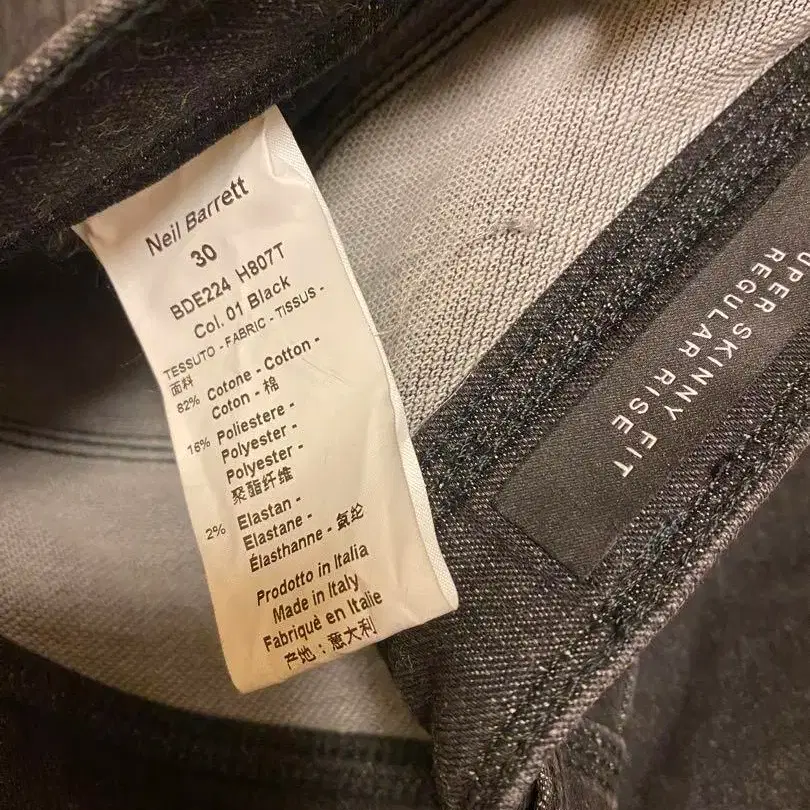 Neil Barrett
30
BDE224 H807T
Col. 01 Black
TESSUTO - FABRIC - TISSUS -
面料
82% Cotone - Cotton -
Coton - 棉
16% Poliestere -
Polyester -
Polyester -
聚酯纤维
2% Elastan -
Elastane - 氨纶
Élasthanne -
Prodotto in Italia
Made in Italy
Fabriqué en Italie
产地：意大利
UPER SKINNY FIT
REGULAR RISE